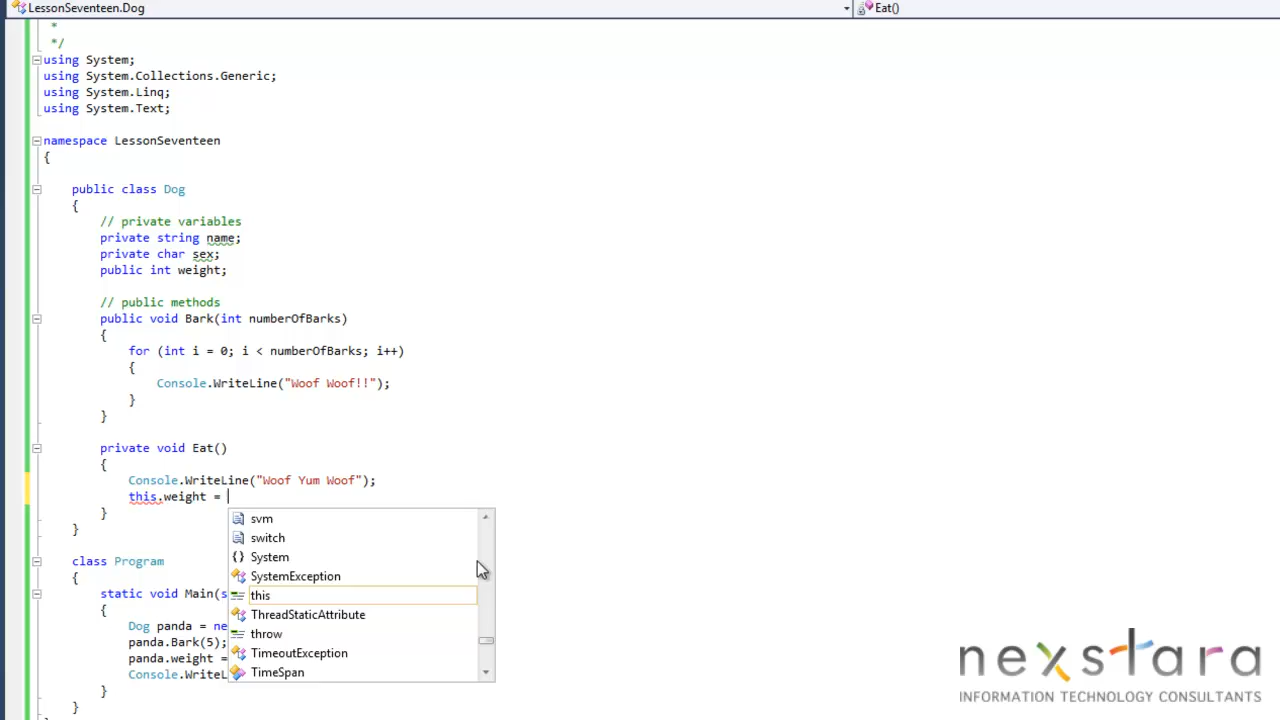 LessonSeventeen.Dog
Eat()
*
*/
using System;
using System.Collections.Generic;
using System.Linq;
using System.Text;
namespace LessonSeventeen
{
public class Dog
{
// private variables
private string name;
private char sex;
public int weight;
// public methods
public void Bark(int numberOfBarks)
{
for (int i = 0; i < numberOfBarks; i++)
{
Console.WriteLine("Woof Woof!!");
}
}
private void Eat()
{
Console.WriteLine("Woof Yum Woof");
this.weight =
}
}
svm
switch
System
SystemException
this
ThreadStaticAttribute
throw
TimeoutException
TimeSpan
class Program
{
static void Main(s
{
Dog panda = ne
panda.Bark(5);
panda.weight =
Console.WriteL
}
}
nexstara
INFORMATION TECHNOLOGY CONSULTANTS